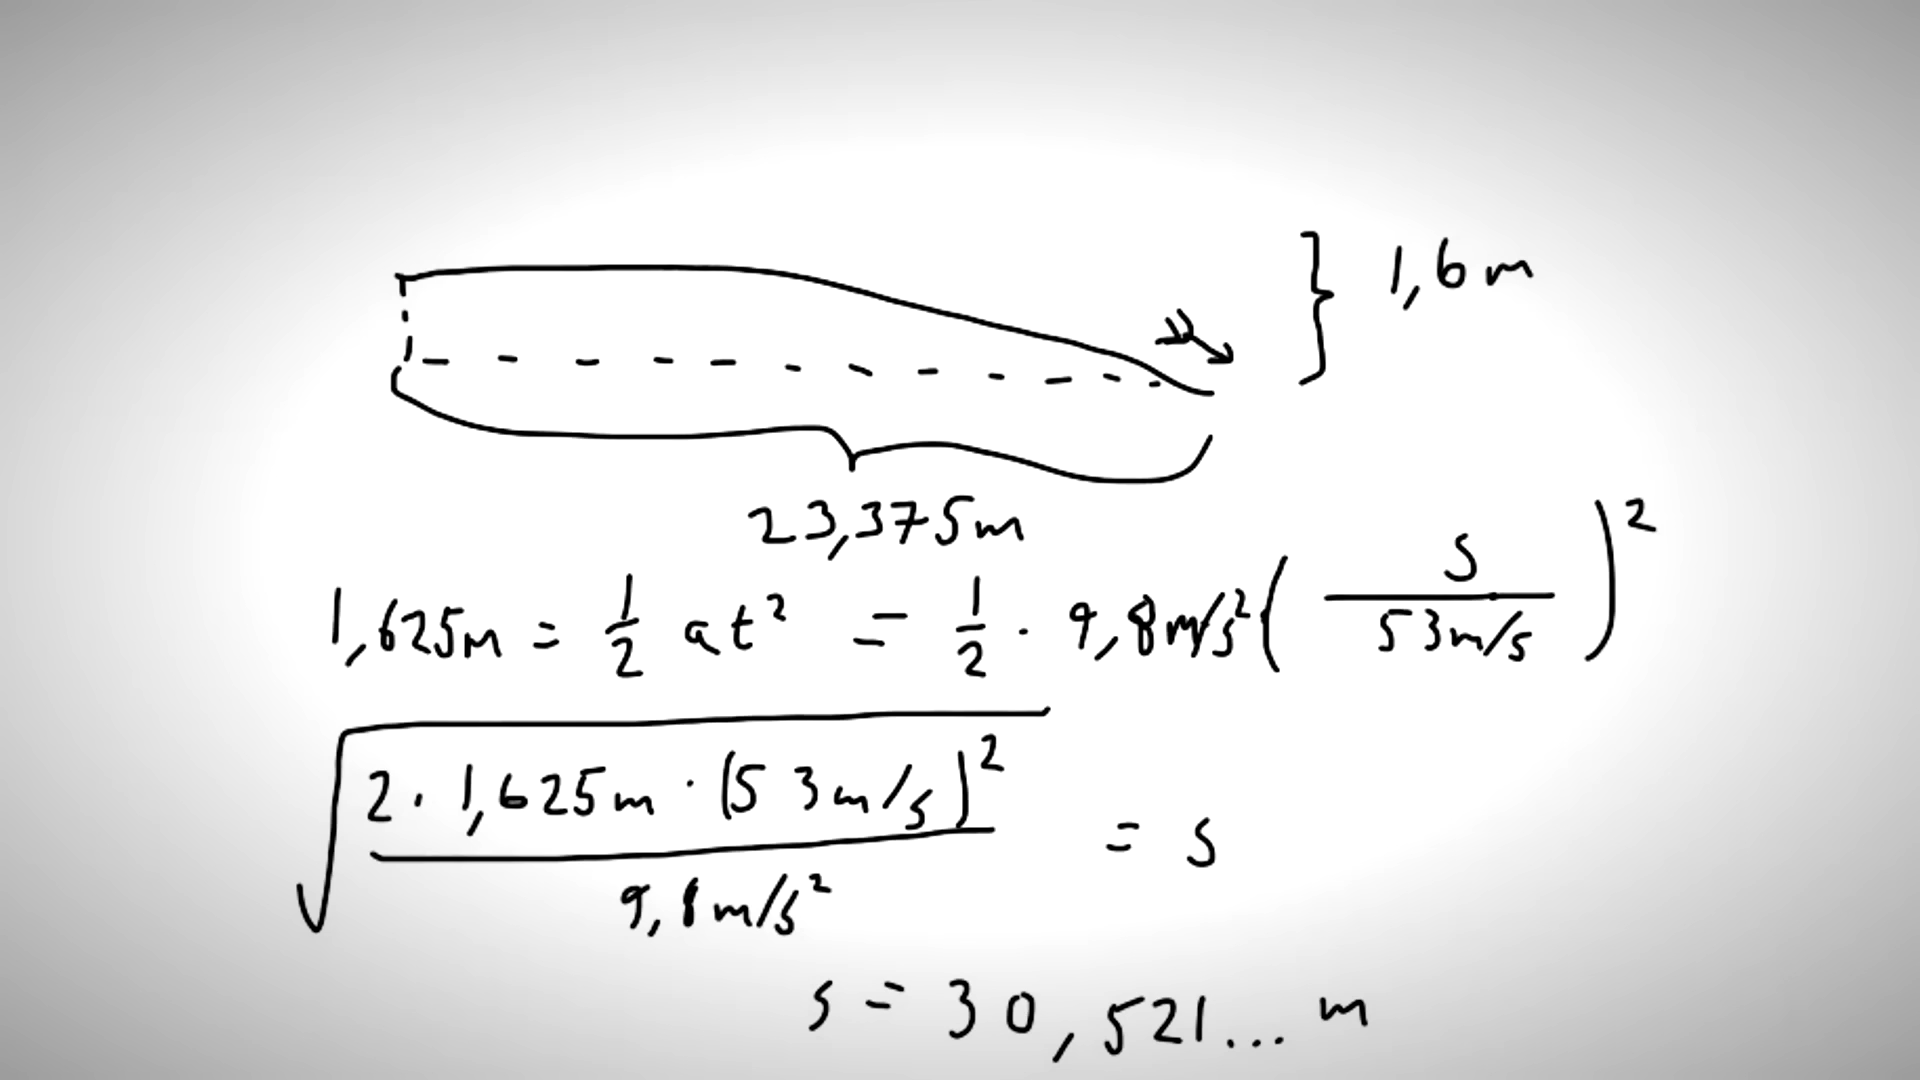 1,6m
23,375m
1,625m = 1/2 at² = 1/2 · 9,8m/s² (s/53m/s)²
√(2 · 1,625m · (53m/s)²/9,8m/s²) = s
s = 30,521... m